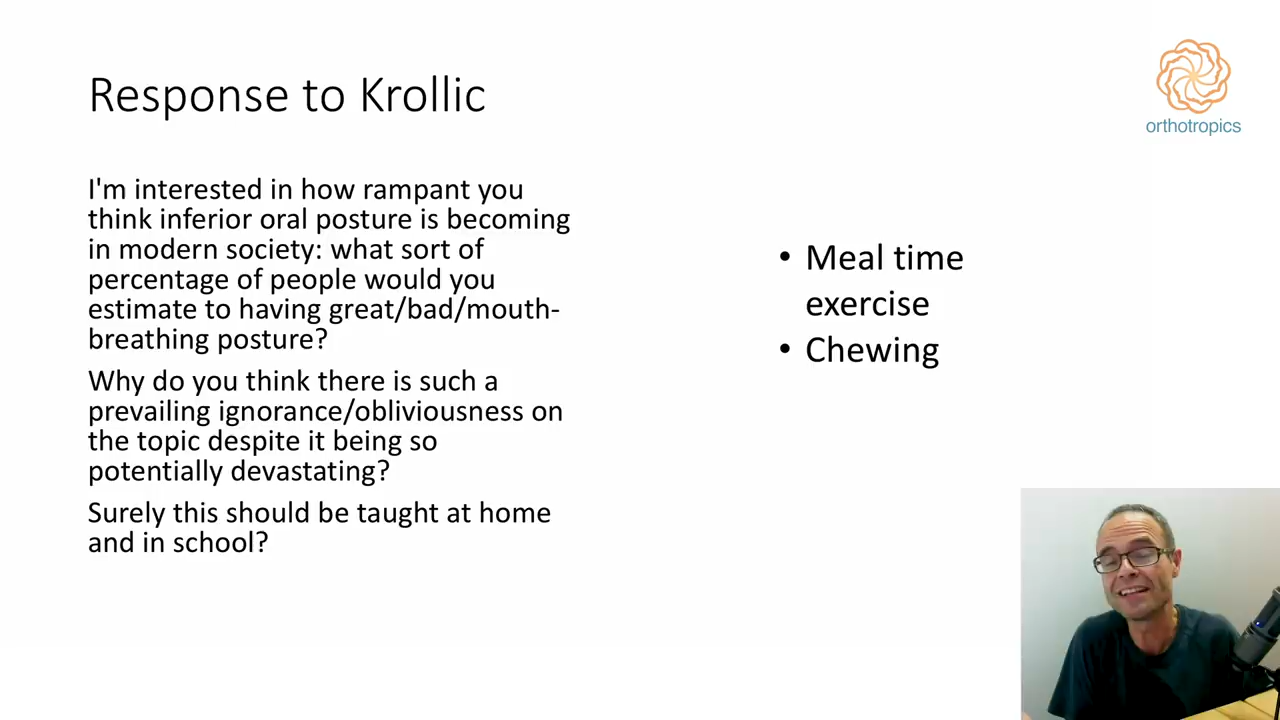 Response to Krollic
orthotropics
I'm interested in how rampant you
think inferior oral posture is becoming
in modern society: what sort of
percentage of people would you
estimate to having great/bad/mouth-
breathing posture?
Why do you think there is such a
prevailing ignorance/obliviousness on
the topic despite it being so
potentially devastating?
Surely this should be taught at home
and in school?
• Meal time
exercise
• Chewing